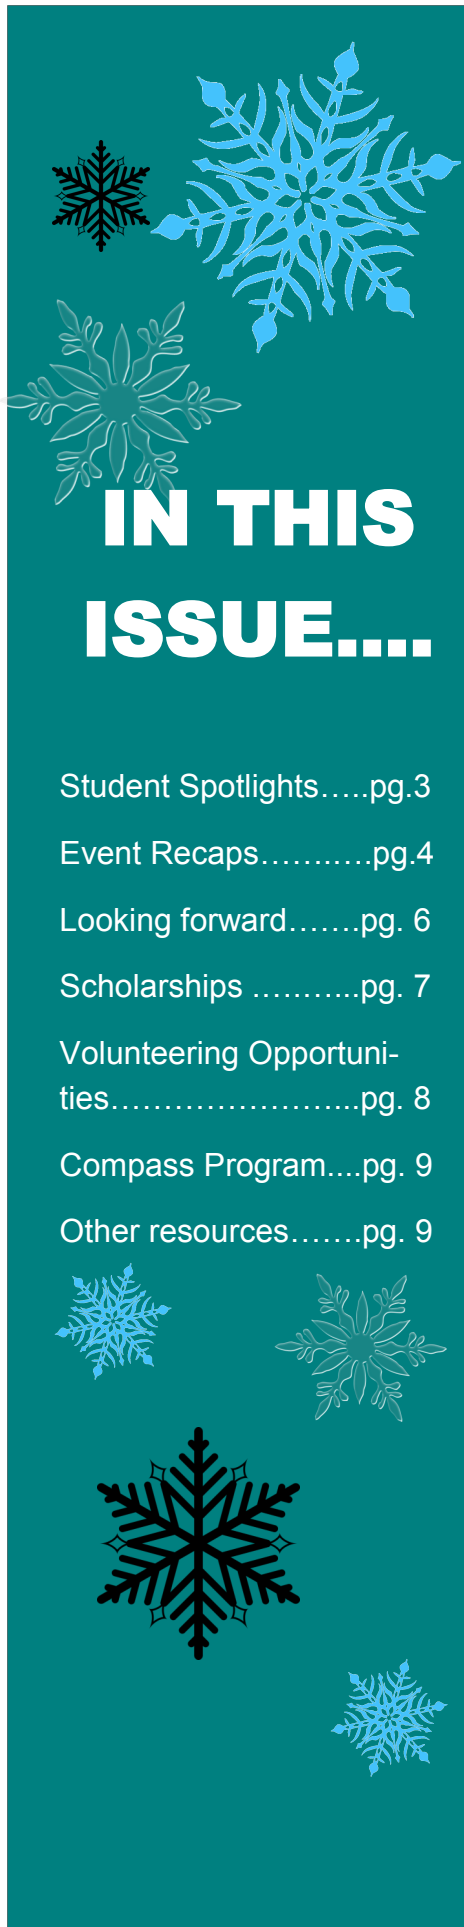 IN THIS
ISSUE....
Student Spotlights…..pg.3
Event Recaps…….….pg.4
Looking forward…….pg. 6
Scholarships ….…...pg. 7
Volunteering Opportuni-
ties…………………...pg. 8
Compass Program....pg. 9
Other resources…….pg. 9